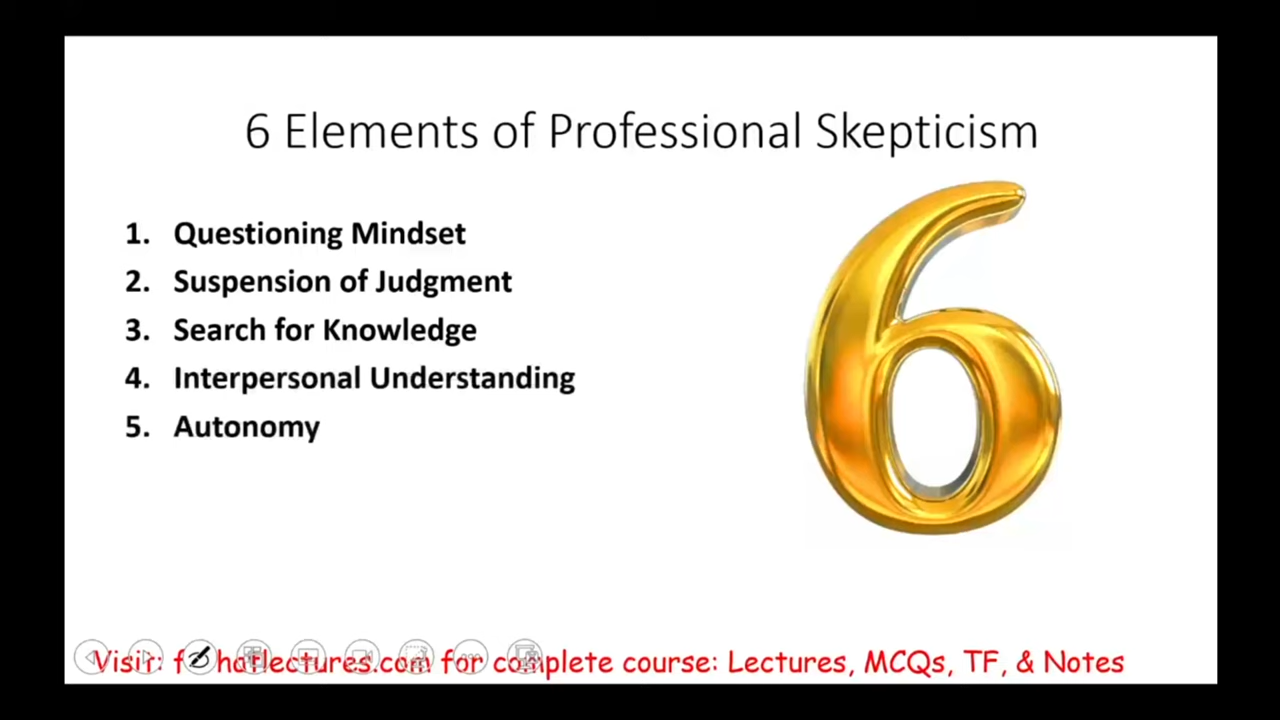 6 Elements of Professional Skepticism
1. Questioning Mindset
2. Suspension of Judgment
3. Search for Knowledge
4. Interpersonal Understanding
5. Autonomy
6
Visit: for complete course: Lectures, MCQs, TF, & Notes